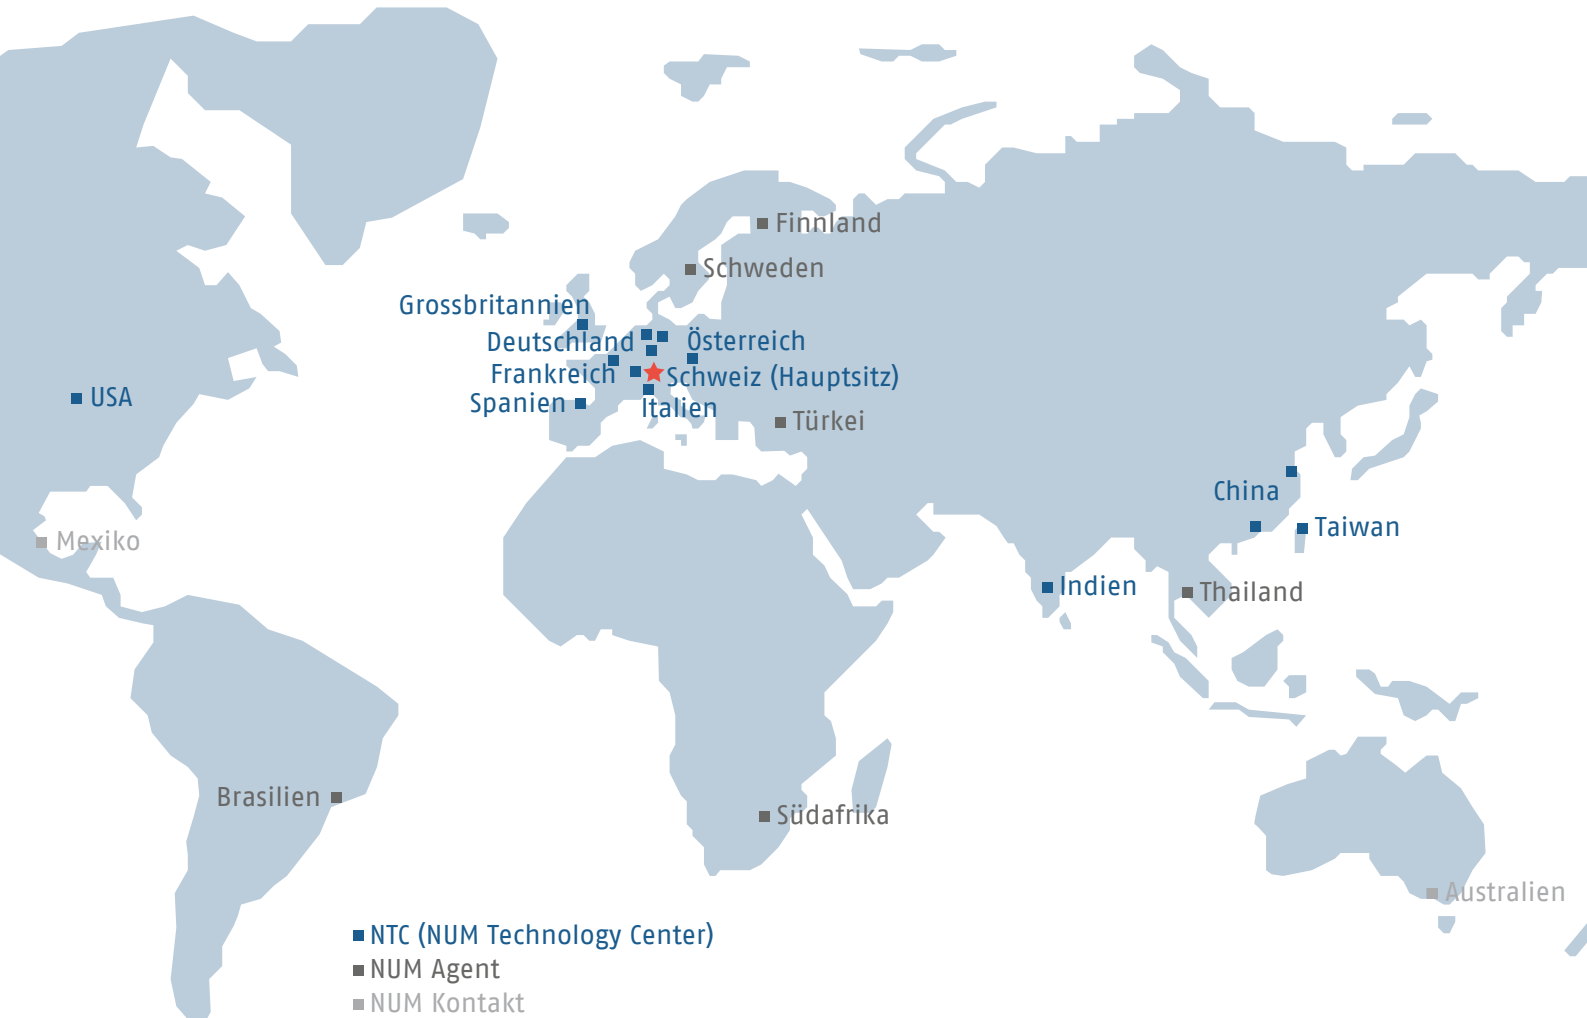 Finnland
Schweden
Grossbritannien
Deutschland
Österreich
Frankreich
Schweiz (Hauptsitz)
USA
Spanien
Italien
Türkei
China
Taiwan
Mexiko
Indien
Thailand
Brasilien
Südafrika
Australien
NTC (NUM Technology Center)
NUM Agent
NUM Kontakt